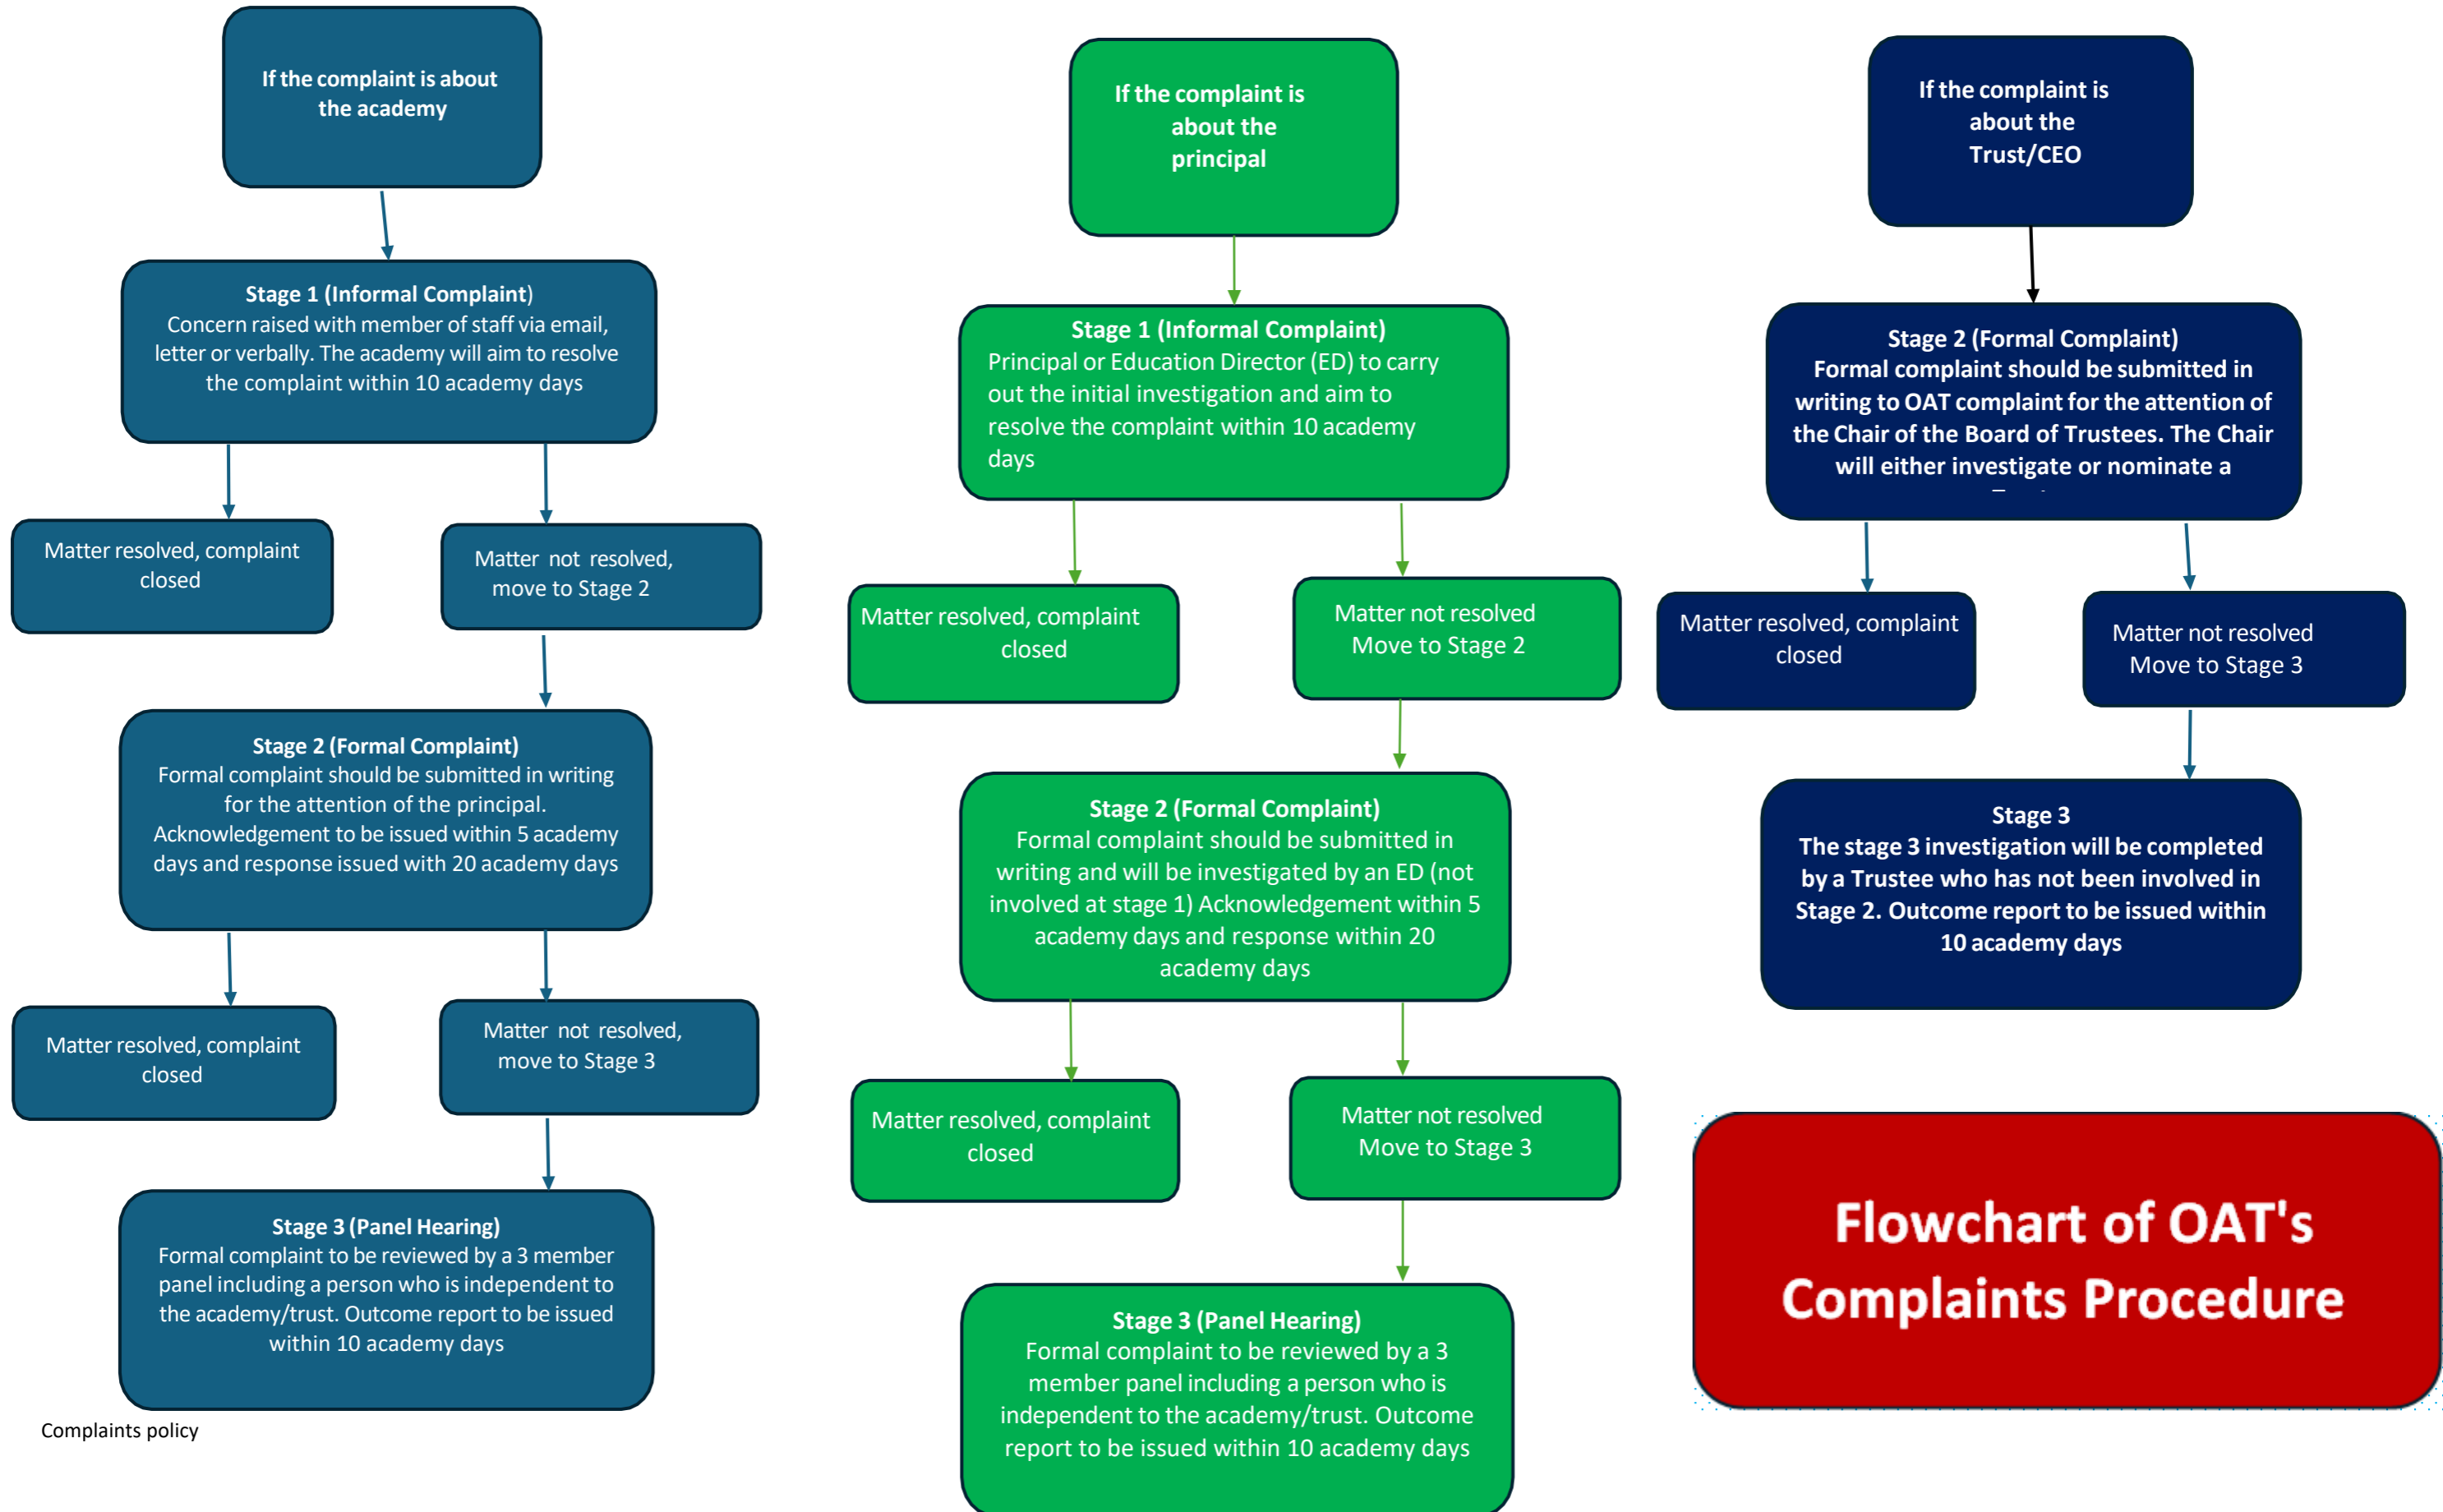 If the complaint is about
the academy
Stage 1 (Informal Complaint)
Concern raised with member of staff via email,
letter or verbally. The academy will aim to resolve
the complaint within 10 academy days
Matter resolved, complaint
closed
Matter not resolved,
move to Stage 2
Stage 2 (Formal Complaint)
Formal complaint should be submitted in writing
for the attention of the principal.
Acknowledgement to be issued within 5 academy
days and response issued with 20 academy days
Matter resolved, complaint
closed
Matter not resolved,
move to Stage 3
Stage 3 (Panel Hearing)
Formal complaint to be reviewed by a 3 member
panel including a person who is independent to
the academy/trust. Outcome report to be issued
within 10 academy days
Complaints policy
If the complaint is
about the
principal
Stage 1 (Informal Complaint)
Principal or Education Director (ED) to carry
out the initial investigation and aim to
resolve the complaint within 10 academy
days
Matter resolved, complaint
closed
Matter not resolved
Move to Stage 2
Stage 2 (Formal Complaint)
Formal complaint should be submitted in
writing and will be investigated by an ED (not
involved at stage 1) Acknowledgement within 5
academy days and response within 20
academy days
Matter resolved, complaint
closed
Matter not resolved
Move to Stage 3
Stage 3 (Panel Hearing)
Formal complaint to be reviewed by a 3
member panel including a person who is
independent to the academy/trust. Outcome
report to be issued within 10 academy days
If the complaint is
about the
Trust/CEO
Stage 2 (Formal Complaint)
Formal complaint should be submitted in
writing to OAT complaint for the attention of
the Chair of the Board of Trustees. The Chair
will either investigate or nominate a
Matter resolved, complaint
closed
Matter not resolved
Move to Stage 3
Stage 3
The stage 3 investigation will be completed
by a Trustee who has not been involved in
Stage 2. Outcome report to be issued within
10 academy days
Flowchart of OAT's
Complaints Procedure